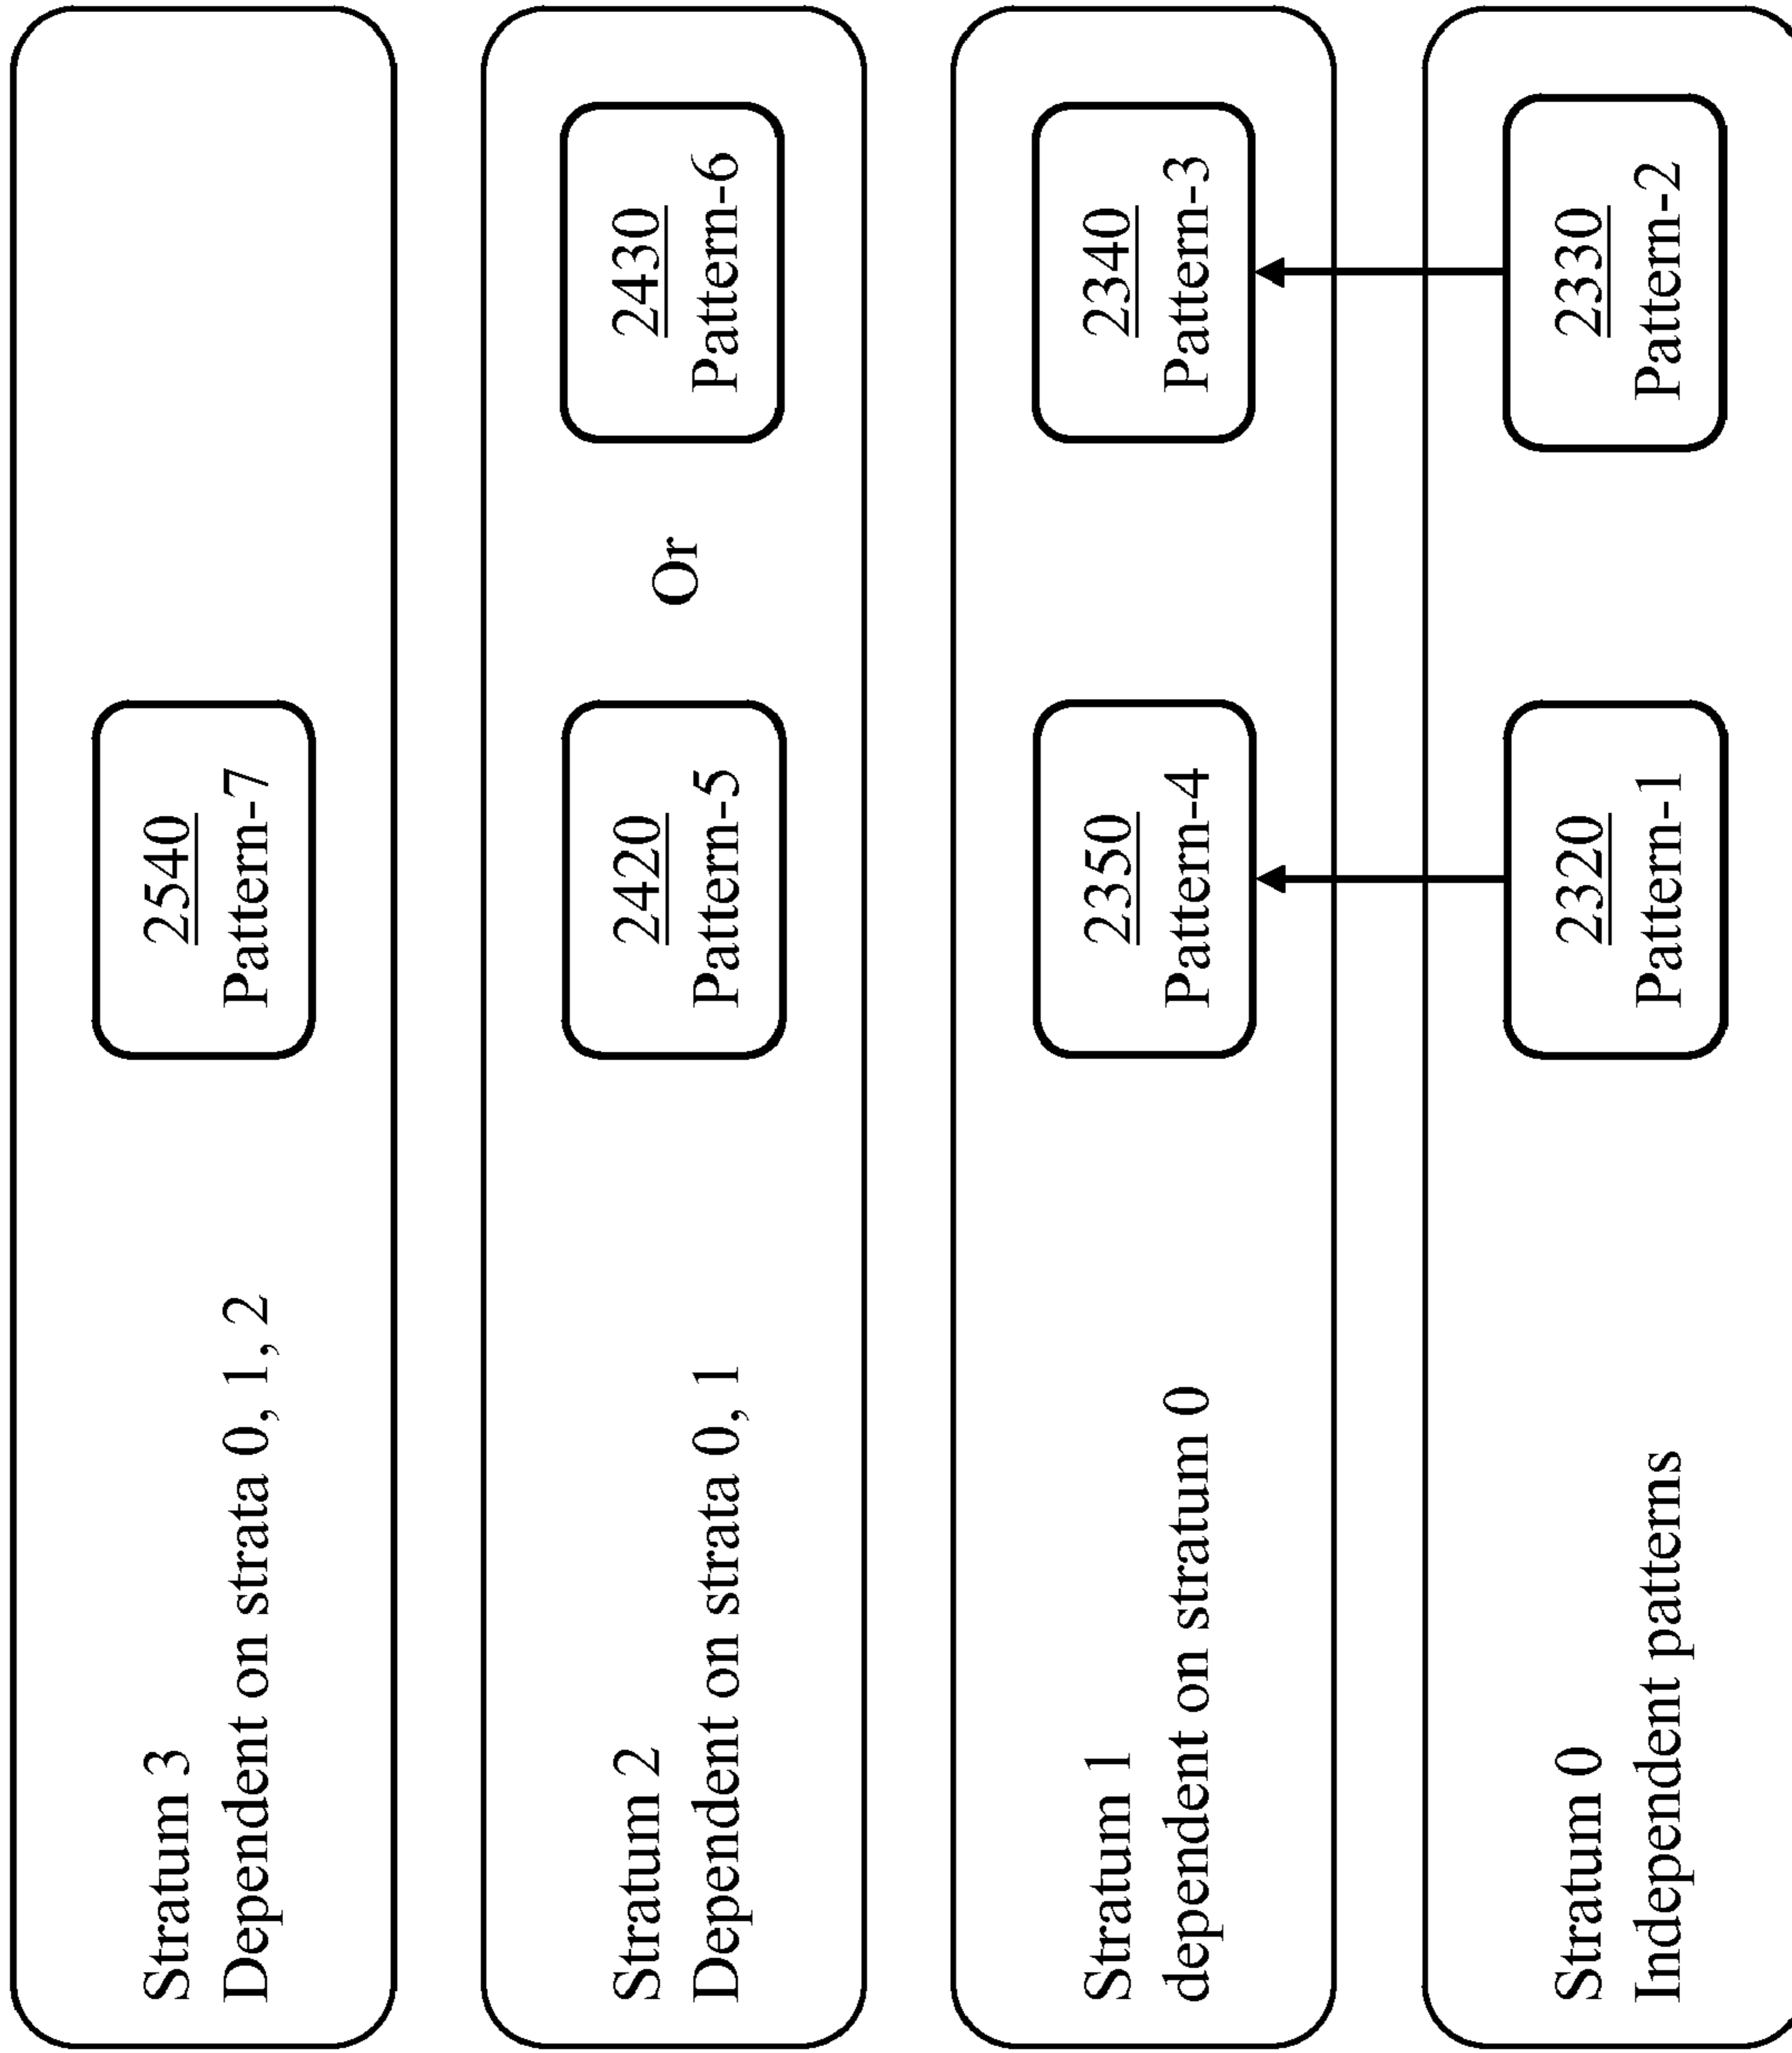 Stratum 3
Dependent on strata 0, 1, 2
2540
Pattern-7
Stratum 2
Dependent on strata 0, 1
2420
Pattern-5
Or
2430
Pattern-6
Stratum 1
dependent on stratum 0
2350
Pattern-4
2340
Pattern-3
Stratum 0
Independent patterns
2320
Pattern-1
2330
Pattern-2